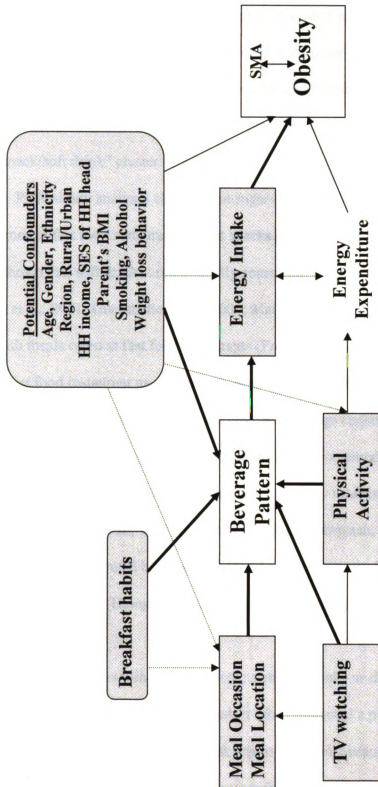 Potential Confounders
Age, Gender, Ethnicity
Region, Rural/Urban
HH income, SES of HH head
Parent's BMI
Smoking, Alcohol
Weight loss behavior
Breakfast habits
Meal Occasion
Meal Location
Beverage
Pattern
Energy Intake
SMA
Obesity
TV watching
Physical
Activity
Energy
Expenditure